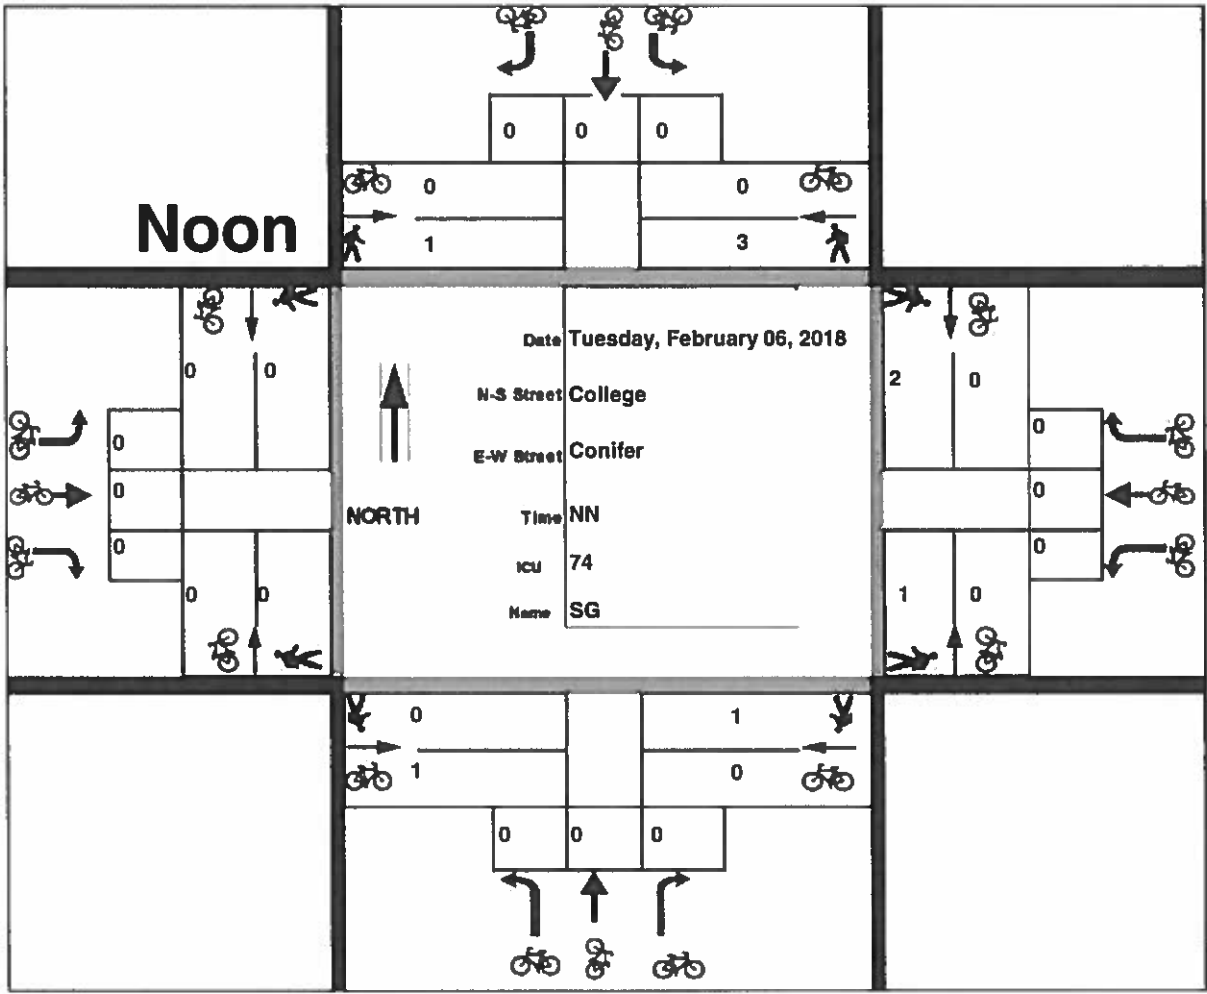 0 0 0
0 0
Noon
1 3
Date Tuesday, February 06, 2018
0 0 2 0
N-S Street College
0 0
E-W Street Conifer
0 0
NORTH Time NN
0 0
ICU 74
0 0 1 0
Name SG
0 1
1 0
0 0 0